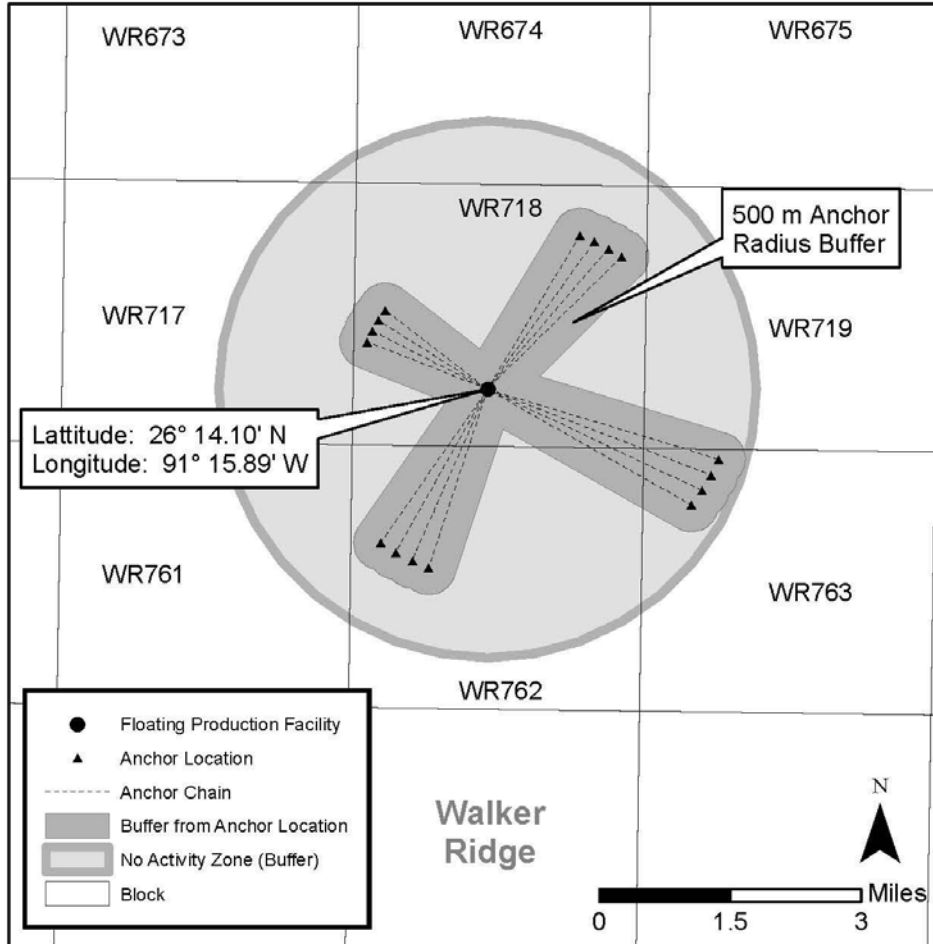 WR673
WR674
WR675
WR718
500 m Anchor
Radius Buffer
WR717
WR719
Lattitude: 26° 14.10' N
Longitude: 91° 15.89' W
WR761
WR763
WR762
Floating Production Facility
Anchor Location
Anchor Chain
Buffer from Anchor Location
No Activity Zone (Buffer)
Block
Walker
Ridge
N
Miles
0 1.5 3